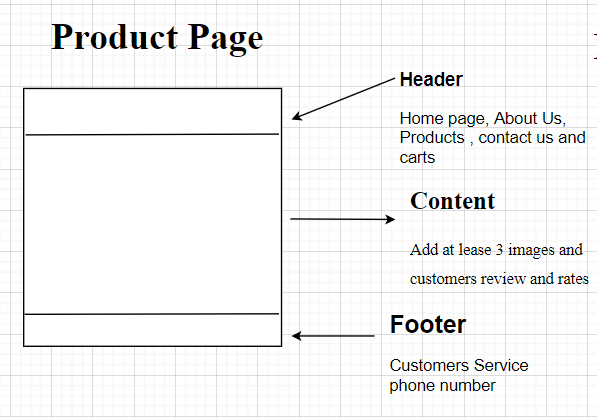 Product Page
Header
Home page, About Us,
Products , contact us and
carts
Content
Add at lease 3 images and
customers review and rates
Footer
Customers Service
phone number